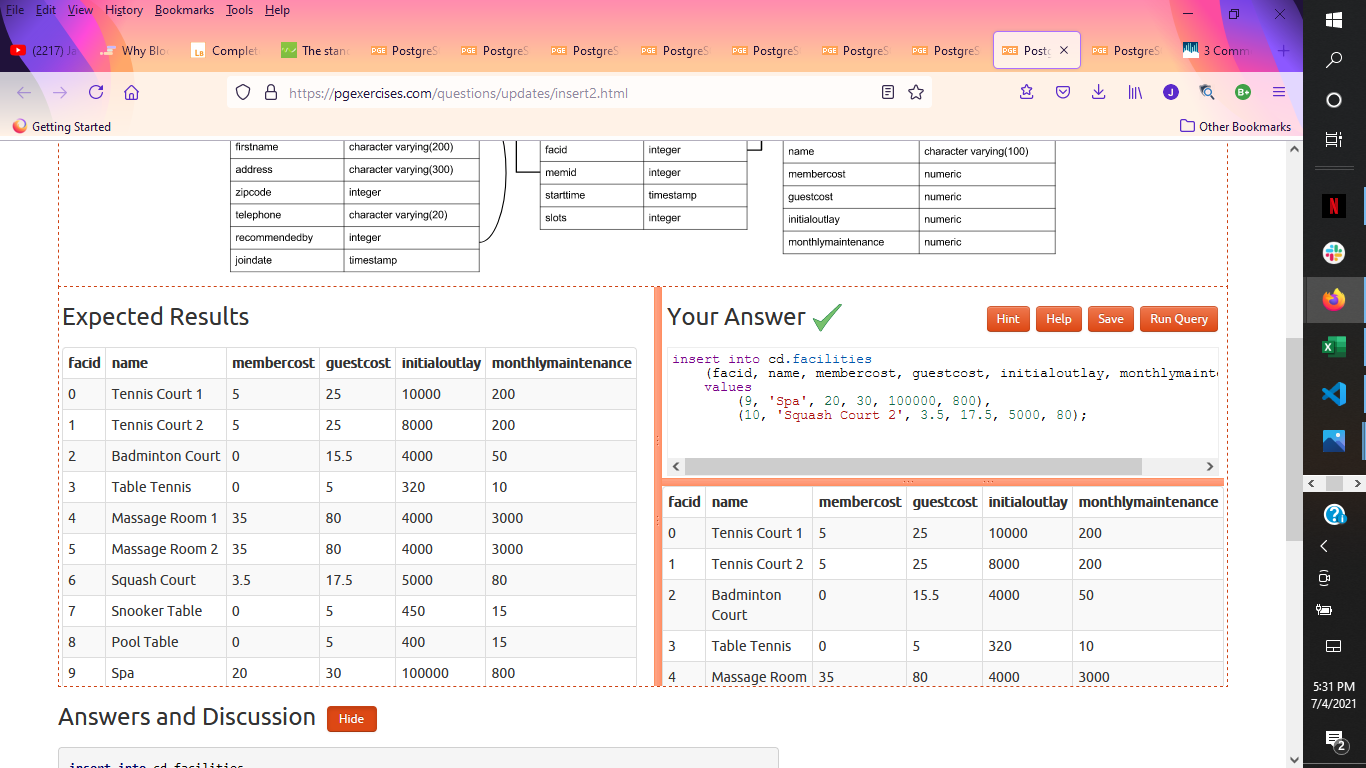 File Edit View History Bookmarks Tools Help
(2217) Ja
Why Blo
Complet
The stan
PGE PostgreS
PGE PostgreS
PGE PostgreS
PGE PostgreS
PGE PostgreS
PGE PostgreS
PGE PostgreS
PGE Postg
PGE PostgreS
3 Comm
https://pgexercises.com/questions/updates/insert2.html
Getting Started
Other Bookmarks
firstname character varying(200)
address character varying(300)
zipcode integer
telephone character varying(20)
recommendedby integer
joindate timestamp
facid integer
memid integer
starttime timestamp
slots integer
name character varying(100)
membercost numeric
guestcost numeric
initialoutlay numeric
monthlymaintenance numeric
Expected Results
facid name membercost guestcost initialoutlay monthlymaintenance
0 Tennis Court 1 5 25 10000 200
1 Tennis Court 2 5 25 8000 200
2 Badminton Court 0 15.5 4000 50
3 Table Tennis 0 5 320 10
4 Massage Room 1 35 80 4000 3000
5 Massage Room 2 35 80 4000 3000
6 Squash Court 3.5 17.5 5000 80
7 Snooker Table 0 5 450 15
8 Pool Table 0 5 400 15
9 Spa 20 30 100000 800
Your Answer
Hint Help Save Run Query
insert into cd.facilities
(facid, name, membercost, guestcost, initialoutlay, monthlymaint
values
(9, 'Spa', 20, 30, 100000, 800),
(10, 'Squash Court 2', 3.5, 17.5, 5000, 80);
facid name membercost guestcost initialoutlay monthlymaintenance
0 Tennis Court 1 5 25 10000 200
1 Tennis Court 2 5 25 8000 200
2 Badminton Court 0 15.5 4000 50
3 Table Tennis 0 5 320 10
4 Massage Room 35 80 4000 3000
Answers and Discussion Hide
insert into cd.facilities
5:31 PM
7/4/2021
2